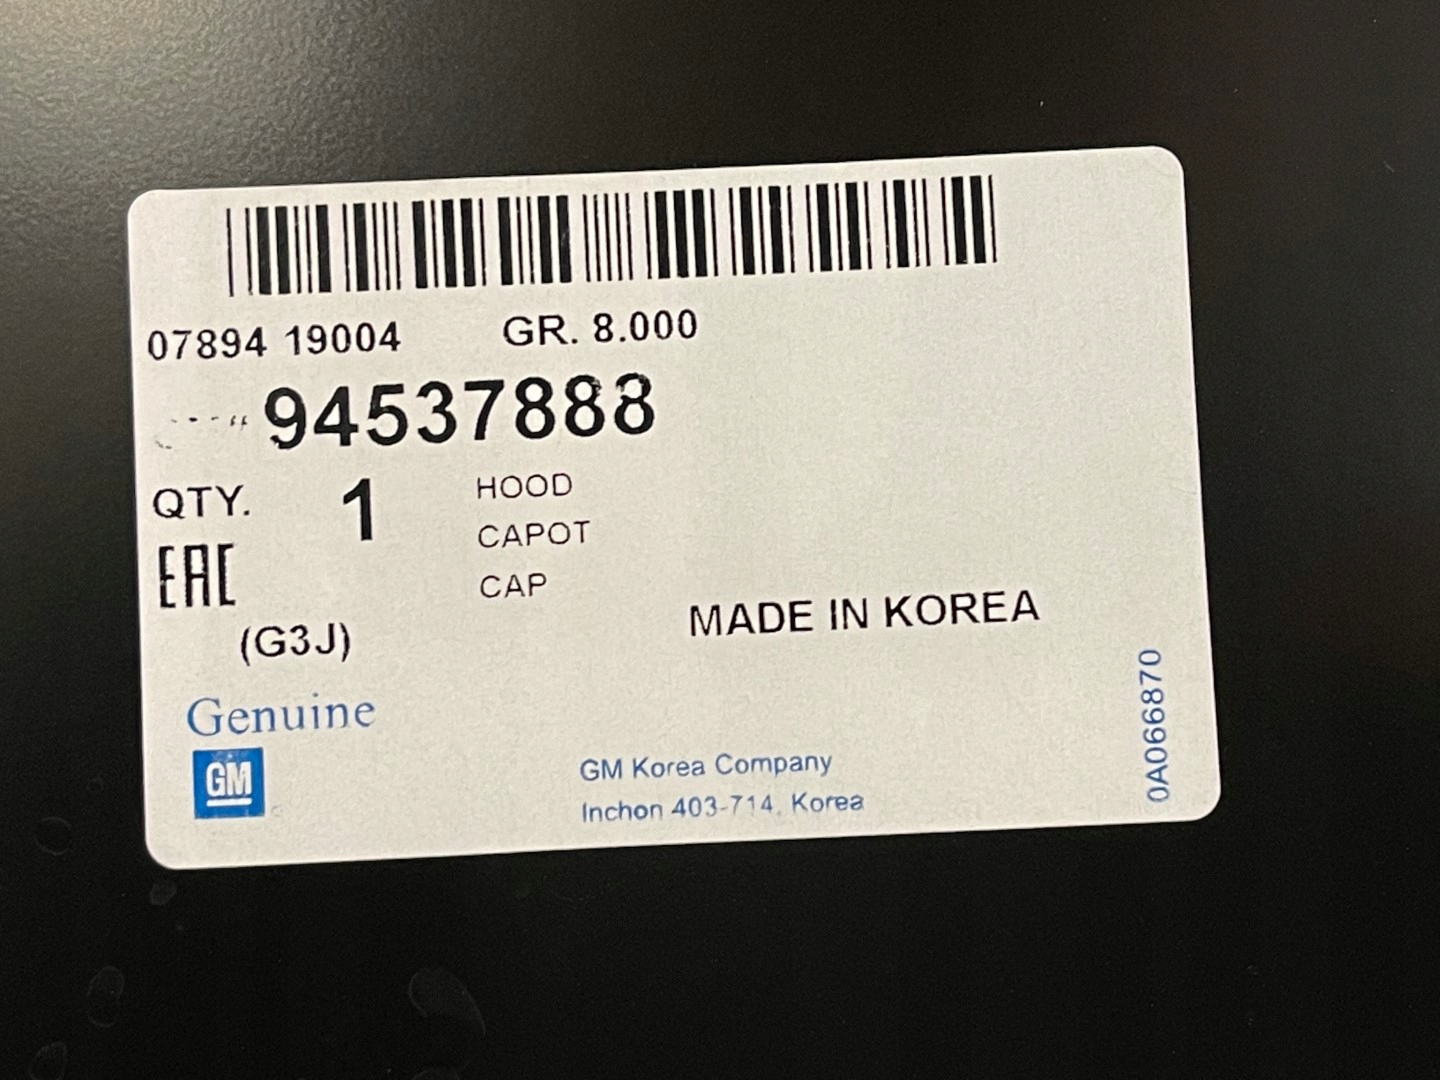 07894 19004 GR. 8.000
94537888
QTY. 1 HOOD
CAPOT
EAC
CAP
MADE IN KOREA
(G3J)
Genuine
GM
GM Korea Company
Inchon 403-714, Korea
0A066870